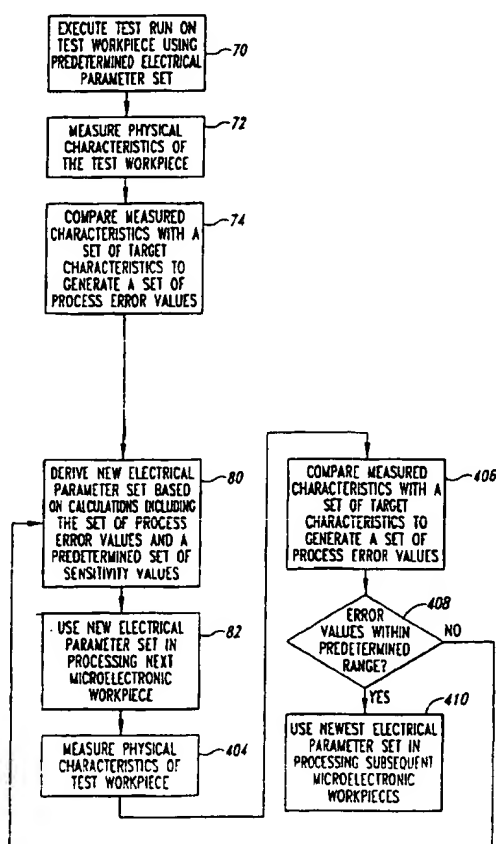 EXECUTE TEST RUN ON
TEST WORKPIECE USING
PREDETERMINED ELECTRICAL
PARAMETER SET
70
MEASURE PHYSICAL
CHARACTERISTICS OF
THE TEST WORKPIECE
72
COMPARE MEASURED
CHARACTERISTICS WITH A
SET OF TARGET
CHARACTERISTICS TO
GENERATE A SET OF
PROCESS ERROR VALUES
74
DERIVE NEW ELECTRICAL
PARAMETER SET BASED
ON CALCULATIONS INCLUDING
THE SET OF PROCESS
ERROR VALUES AND A
PREDETERMINED SET OF
SENSITIVITY VALUES
80
USE NEW ELECTRICAL
PARAMETER SET IN
PROCESSING NEXT
MICROELECTRONIC
WORKPIECE
82
MEASURE PHYSICAL
CHARACTERISTICS OF
TEST WORKPIECE
404
COMPARE MEASURED
CHARACTERISTICS WITH A
SET OF TARGET
CHARACTERISTICS TO
GENERATE A SET OF
PROCESS ERROR VALUES
406
ERROR
VALUES WITHIN
PREDETERMINED
RANGE?
408
NO
YES
USE NEWEST ELECTRICAL
PARAMETER SET IN
PROCESSING SUBSEQUENT
MICROELECTRONIC
WORKPIECES
410